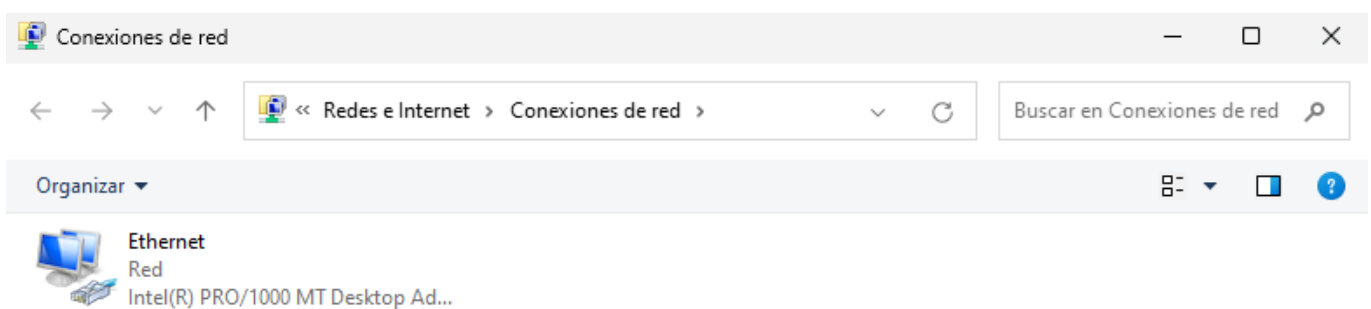 Conexiones de red
« Redes e Internet > Conexiones de red >
Buscar en Conexiones de red
Organizar
?
Ethernet
Red
Intel(R) PRO/1000 MT Desktop Ad...